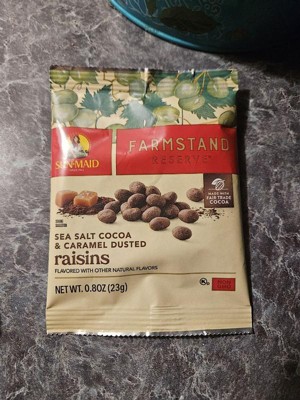 SUN-MAID
FARMSTAND
RESERVE
MADE WITH
FAIR TRADE
COCOA
SEA SALT COCOA
& CARAMEL DUSTED
raisins
FLAVORED WITH OTHER NATURAL FLAVORS
NET WT. 0.8OZ (23g)